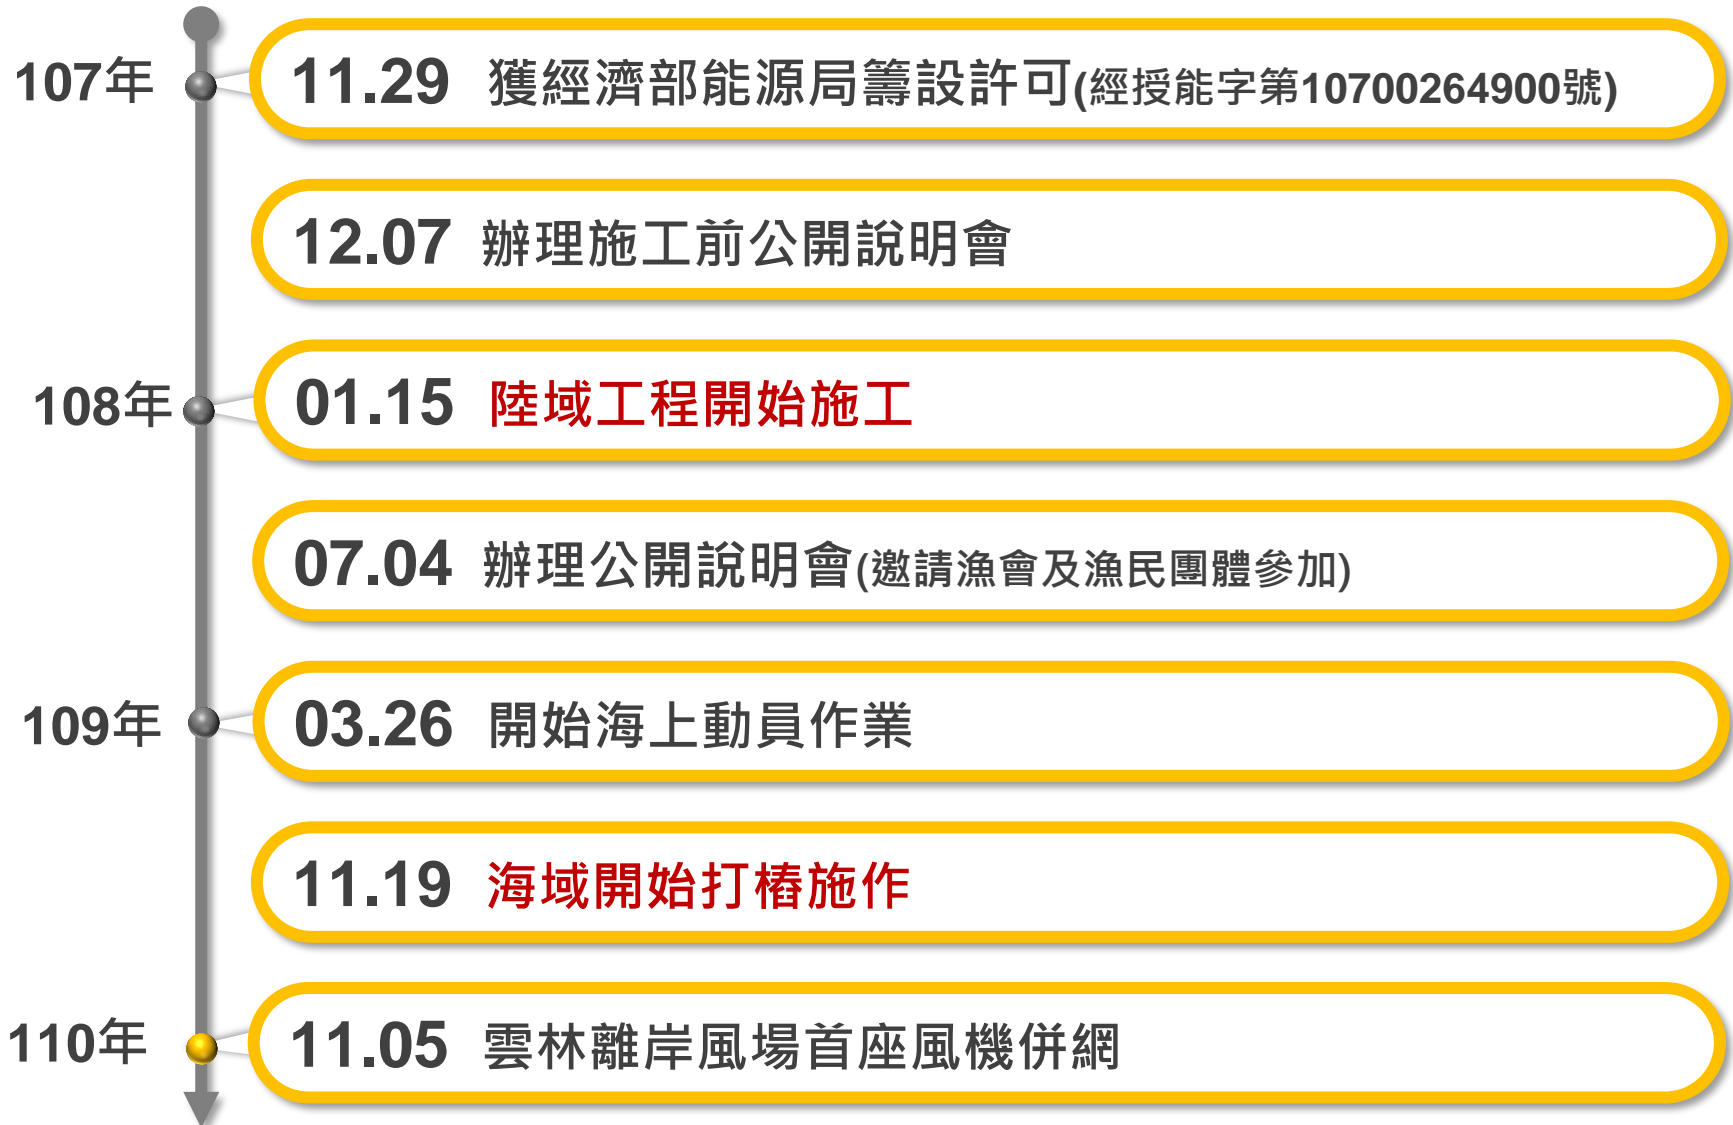 107年
11.29 獲經濟部能源局籌設許可(經授能字第10700264900號)
12.07 辦理施工前公開說明會
108年
01.15 陸域工程開始施工
07.04 辦理公開說明會(邀請漁會及漁民團體參加)
109年
03.26 開始海上動員作業
11.19 海域開始打樁施作
110年
11.05 雲林離岸風場首座風機併網